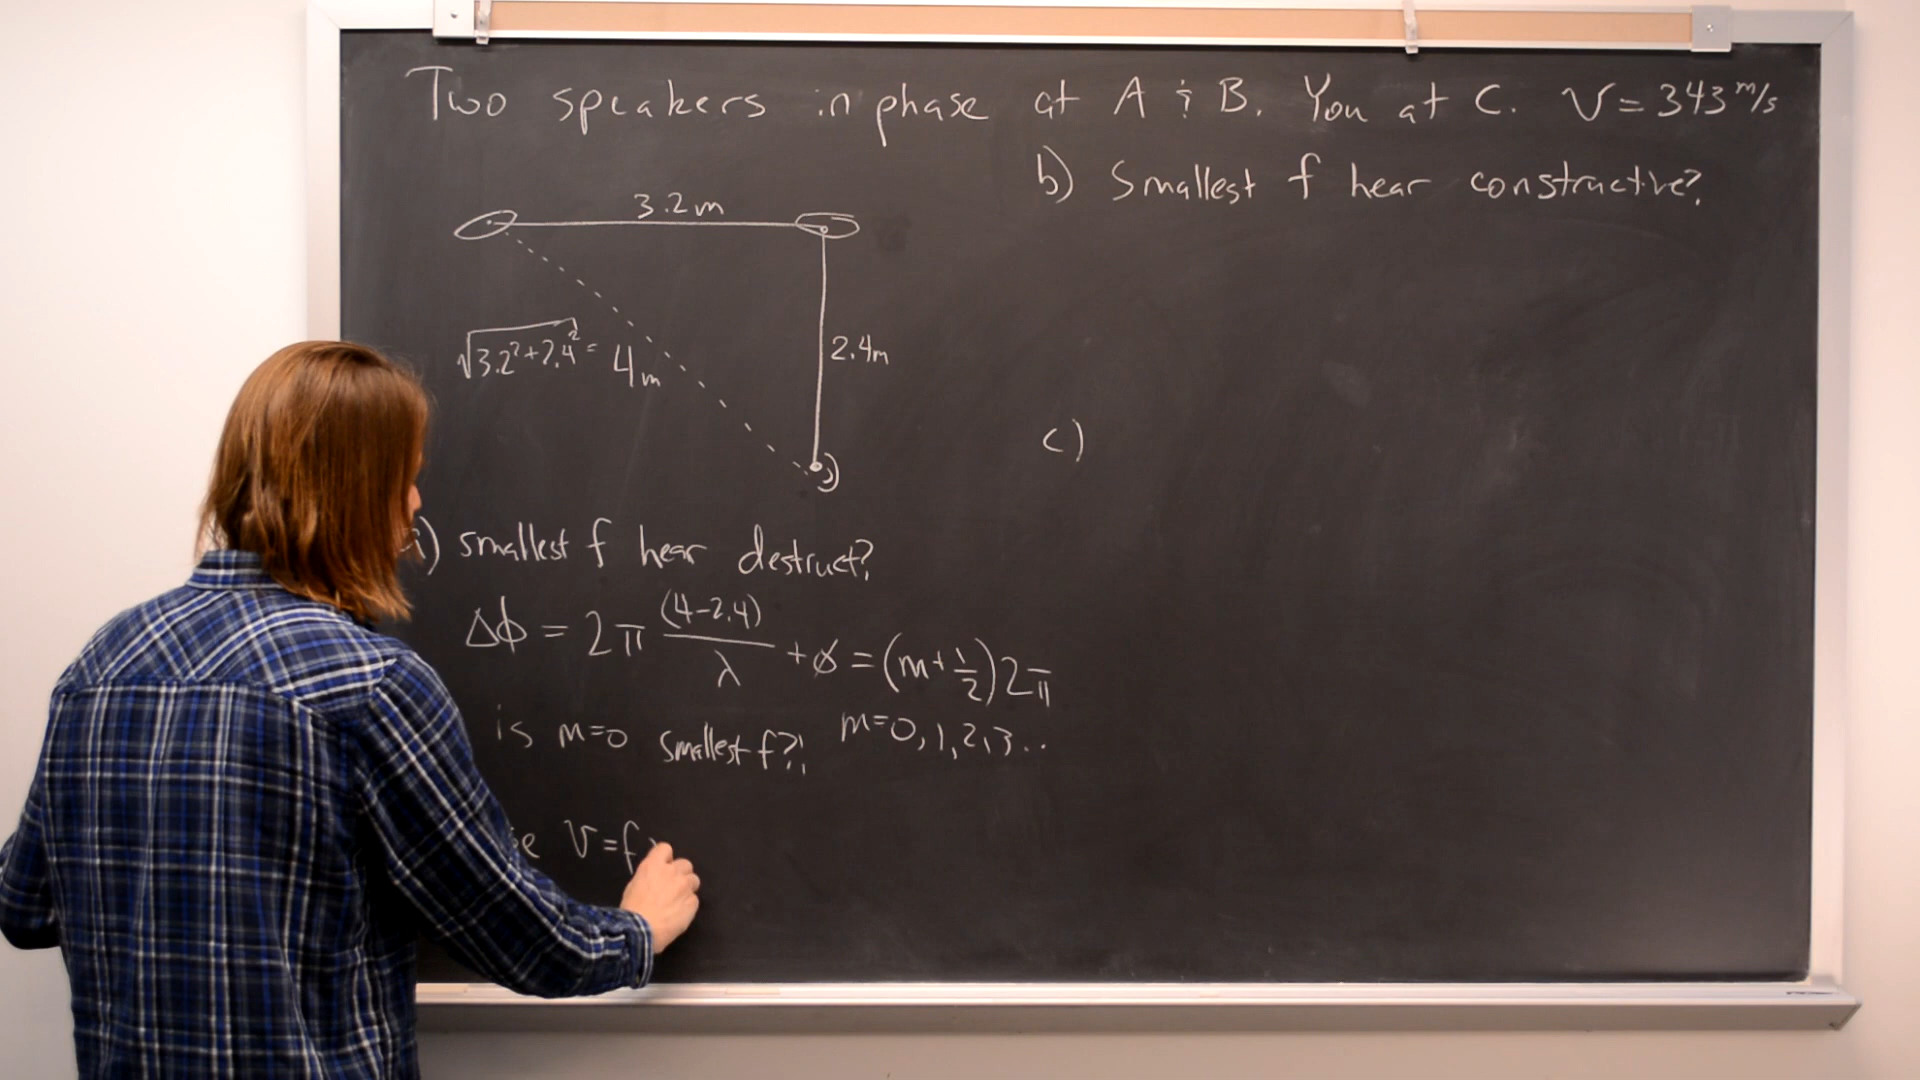 Two speakers in phase at A & B. You at C. V = 343 m/s
b) Smallest f hear constructive?
3.2m
√3.2²+2.4² = 4m
2.4m
c)
a) smallest f hear destruct?
Δϕ = 2π (4-2.4)/λ + ϕ = (m+1/2)2π
is m=0 smallest f?! m=0,1,2,3..
V=f